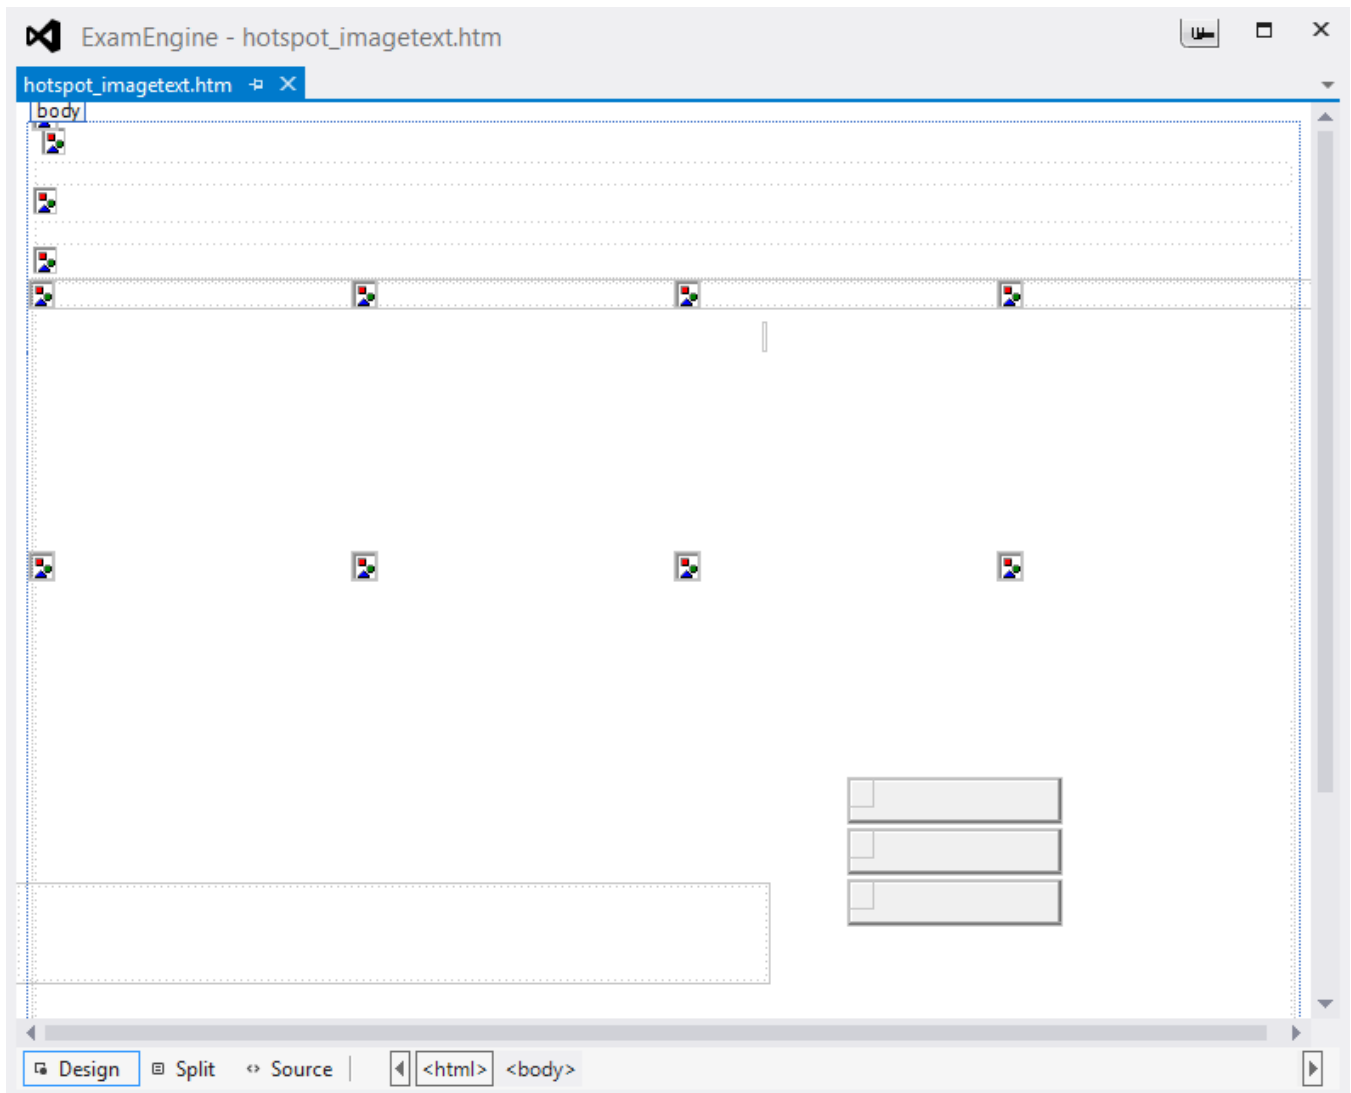 ExamEngine - hotspot_imagetext.htm
hotspot_imagetext.htm
body
Design Split Source <html> <body>